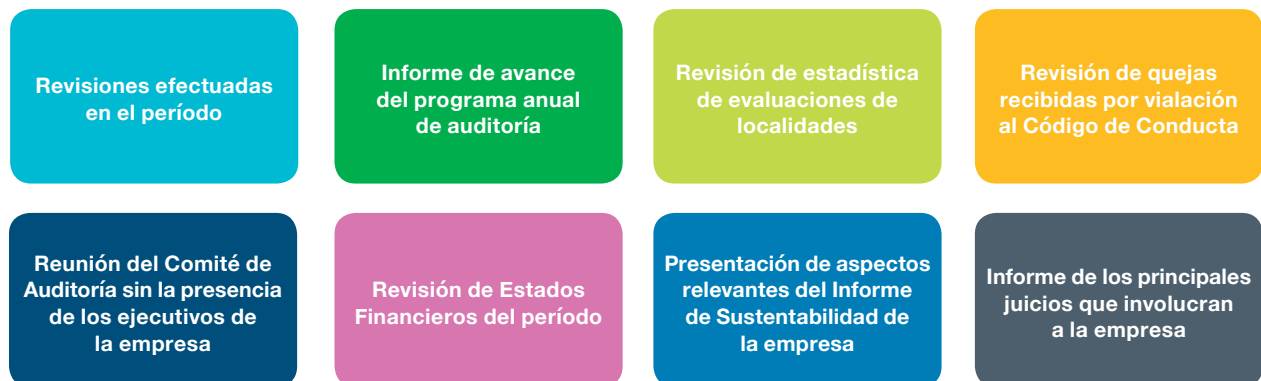 Revisiones efectuadas
en el período
Informe de avance
del programa anual
de auditoría
Revisión de estadística
de evaluaciones de
localidades
Revisión de quejas
recibidas por vialación
al Código de Conducta
Reunión del Comité de
Auditoría sin la presencia
de los ejecutivos de
la empresa
Revisión de Estados
Financieros del período
Presentación de aspectos
relevantes del Informe
de Sustentabilidad de
la empresa
Informe de los principales
juicios que involucran
a la empresa